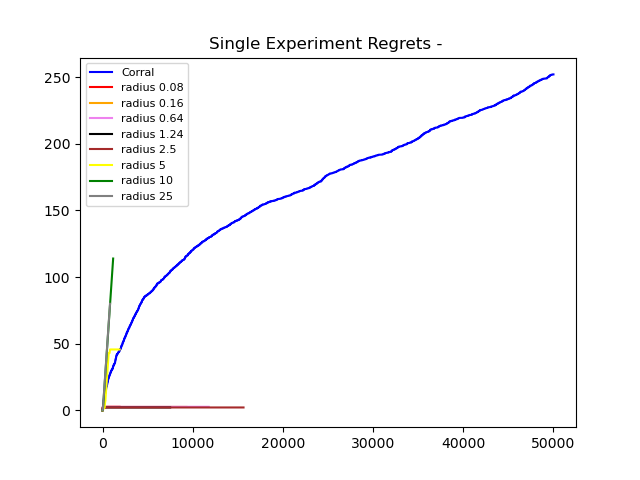 Single Experiment Regrets -
250
200
150
100
50
0
Corral
radius 0.08
radius 0.16
radius 0.64
radius 1.24
radius 2.5
radius 5
radius 10
radius 25
0 10000 20000 30000 40000 50000